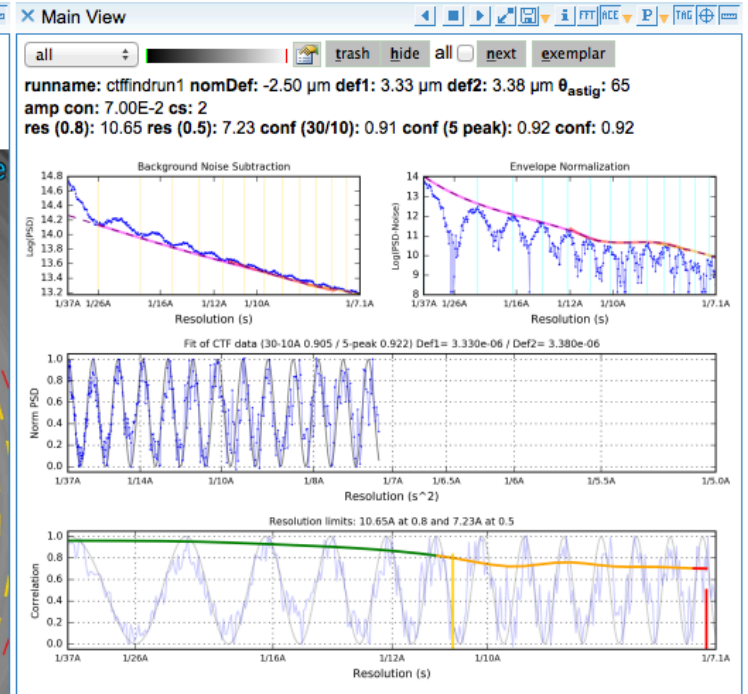 Main View
i FFT ACE P TAG
all trash hide all next exemplar
runname: ctffindrun1 nomDef: -2.50 μm def1: 3.33 μm def2: 3.38 μm θastig: 65
amp con: 7.00E-2 cs: 2
res (0.8): 10.65 res (0.5): 7.23 conf (30/10): 0.91 conf (5 peak): 0.92 conf: 0.92
Background Noise Subtraction
Log(PSD)
14.8
14.6
14.4
14.2
14.0
13.8
13.6
13.4
13.2
1/37A 1/26A 1/16A 1/12A 1/10A 1/7.1A
Resolution (s)
Envelope Normalization
Log(PSD-Noise)
14
13
12
11
10
9
8
1/37A 1/26A 1/16A 1/12A 1/10A 1/7.1A
Resolution (s)
Fit of CTF data (30-10A 0.905 / 5-peak 0.922) Def1= 3.330e-06 / Def2= 3.380e-06
Norm PSD
1.0
0.8
0.6
0.4
0.2
0.0
1/37A 1/14A 1/10A 1/8A 1/7A 1/6.5A 1/6A 1/5.5A 1/5.0A
Resolution (s^2)
Resolution limits: 10.65A at 0.8 and 7.23A at 0.5
Correlation
1.0
0.8
0.6
0.4
0.2
0.0
1/37A 1/26A 1/16A 1/12A 1/10A 1/7.1A
Resolution (s)